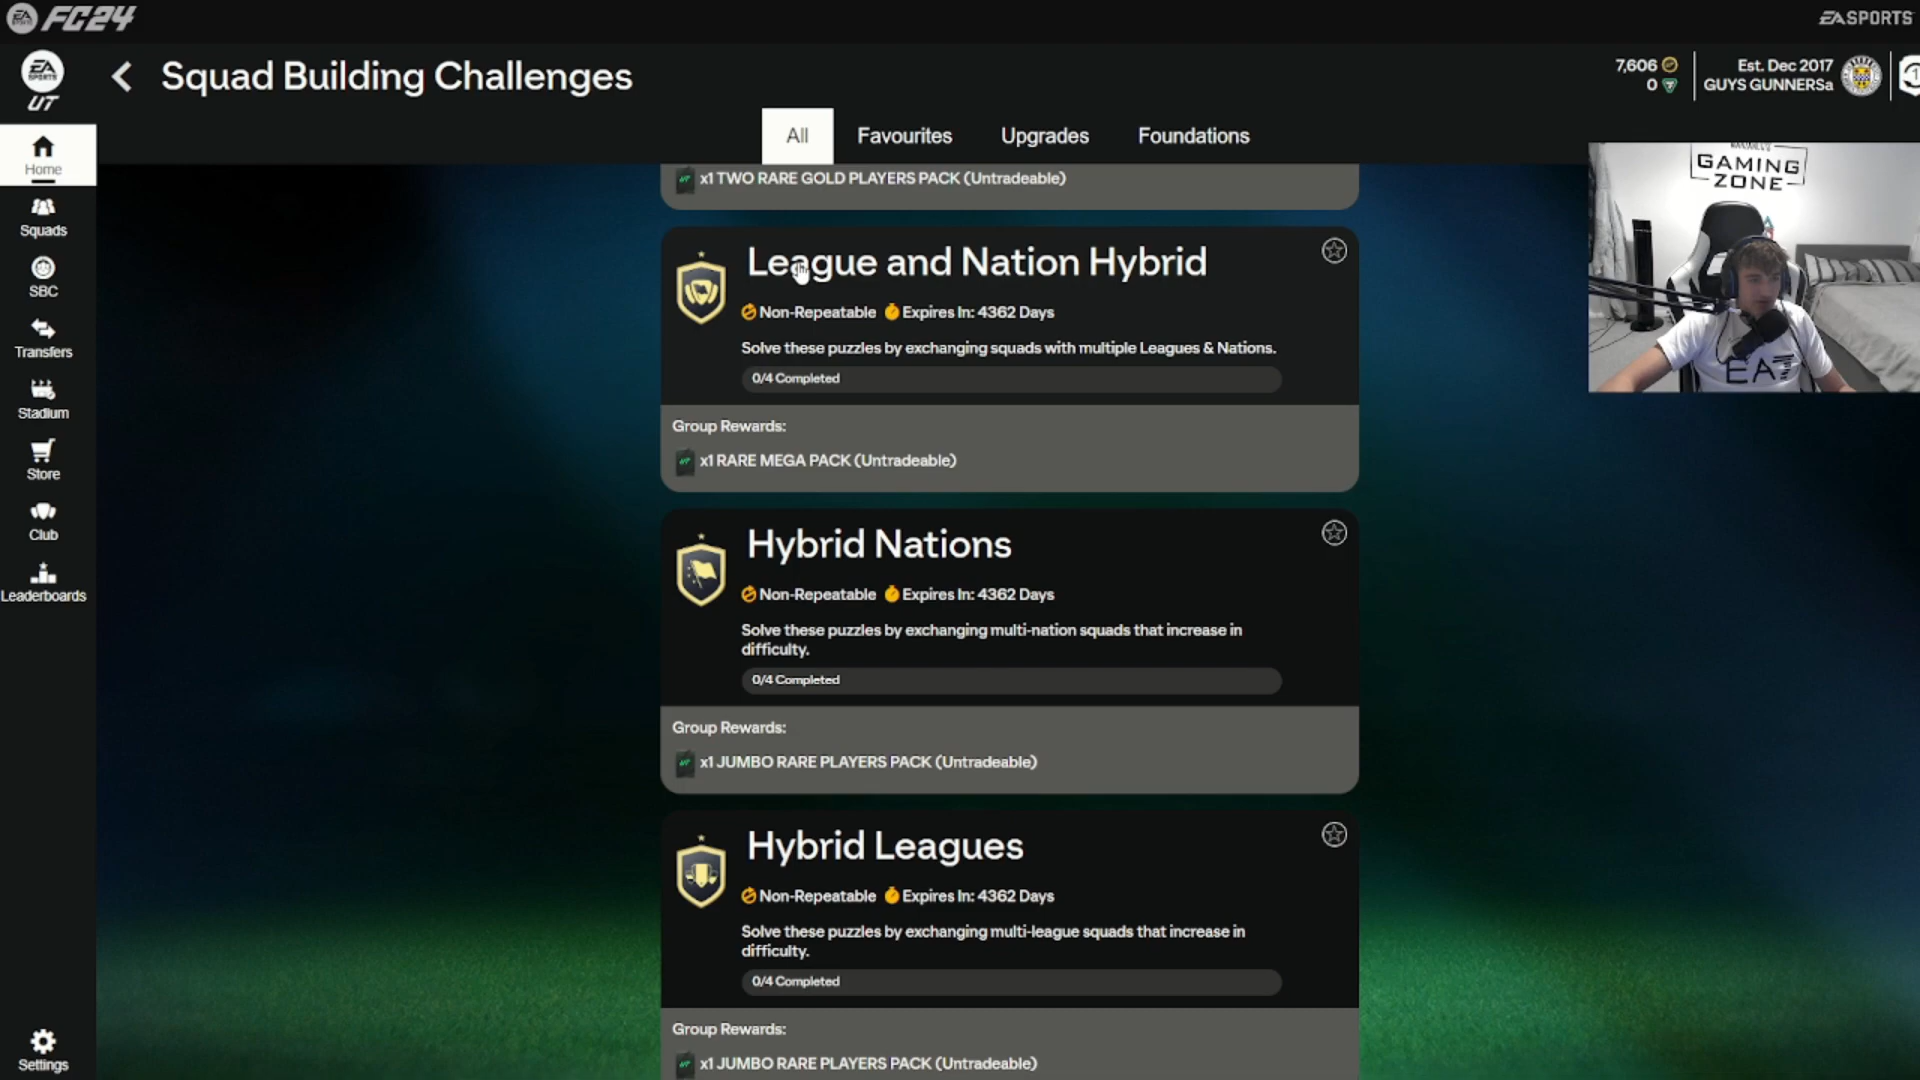 EA SPORTS FC24
EA SPORTS
EA SPORTS UT
Squad Building Challenges
7,606
0
Est. Dec 2017
GUYS GUNNERSa
All
Favourites
Upgrades
Foundations
Home
Squads
SBC
Transfers
Stadium
Store
Club
Leaderboards
Settings
x1 TWO RARE GOLD PLAYERS PACK (Untradeable)
League and Nation Hybrid
Non-Repeatable Expires In: 4362 Days
Solve these puzzles by exchanging squads with multiple Leagues & Nations.
0/4 Completed
Group Rewards:
x1 RARE MEGA PACK (Untradeable)
Hybrid Nations
Non-Repeatable Expires In: 4362 Days
Solve these puzzles by exchanging multi-nation squads that increase in
difficulty.
0/4 Completed
Group Rewards:
x1 JUMBO RARE PLAYERS PACK (Untradeable)
Hybrid Leagues
Non-Repeatable Expires In: 4362 Days
Solve these puzzles by exchanging multi-league squads that increase in
difficulty.
0/4 Completed
Group Rewards:
x1 JUMBO RARE PLAYERS PACK (Untradeable)
GAMING
ZONE
EA7